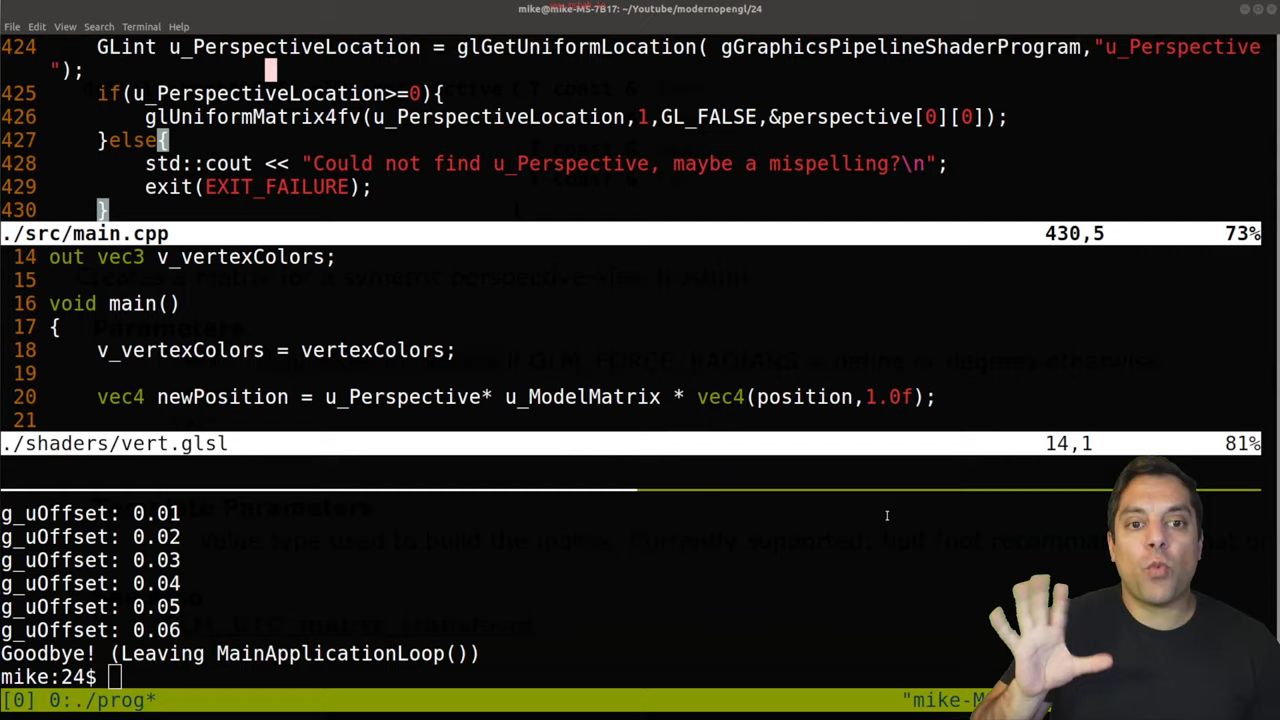 mike@mike-MS-7B17: ~/Youtube/modernopengl/24
File Edit View Search Terminal Help
424     GLint u_PerspectiveLocation = glGetUniformLocation( gGraphicsPipelineShaderProgram,"u_Perspective
");
425     if(u_PerspectiveLocation>=0){
426         glUniformMatrix4fv(u_PerspectiveLocation,1,GL_FALSE,&perspective[0][0]);
427     }else{
428         std::cout << "Could not find u_Perspective, maybe a mispelling?\n";
429         exit(EXIT_FAILURE);
430     }
./src/main.cpp 430,5 73%
14 out vec3 v_vertexColors;
15
16 void main()
17 {
18     v_vertexColors = vertexColors;
19
20     vec4 newPosition = u_Perspective* u_ModelMatrix * vec4(position,1.0f);
21
./shaders/vert.glsl 14,1 81%
g_uOffset: 0.01
g_uOffset: 0.02
g_uOffset: 0.03
g_uOffset: 0.04
g_uOffset: 0.05
g_uOffset: 0.06
Goodbye! (Leaving MainApplicationLoop())
mike:24$
[0] 0:./prog* "mike-M